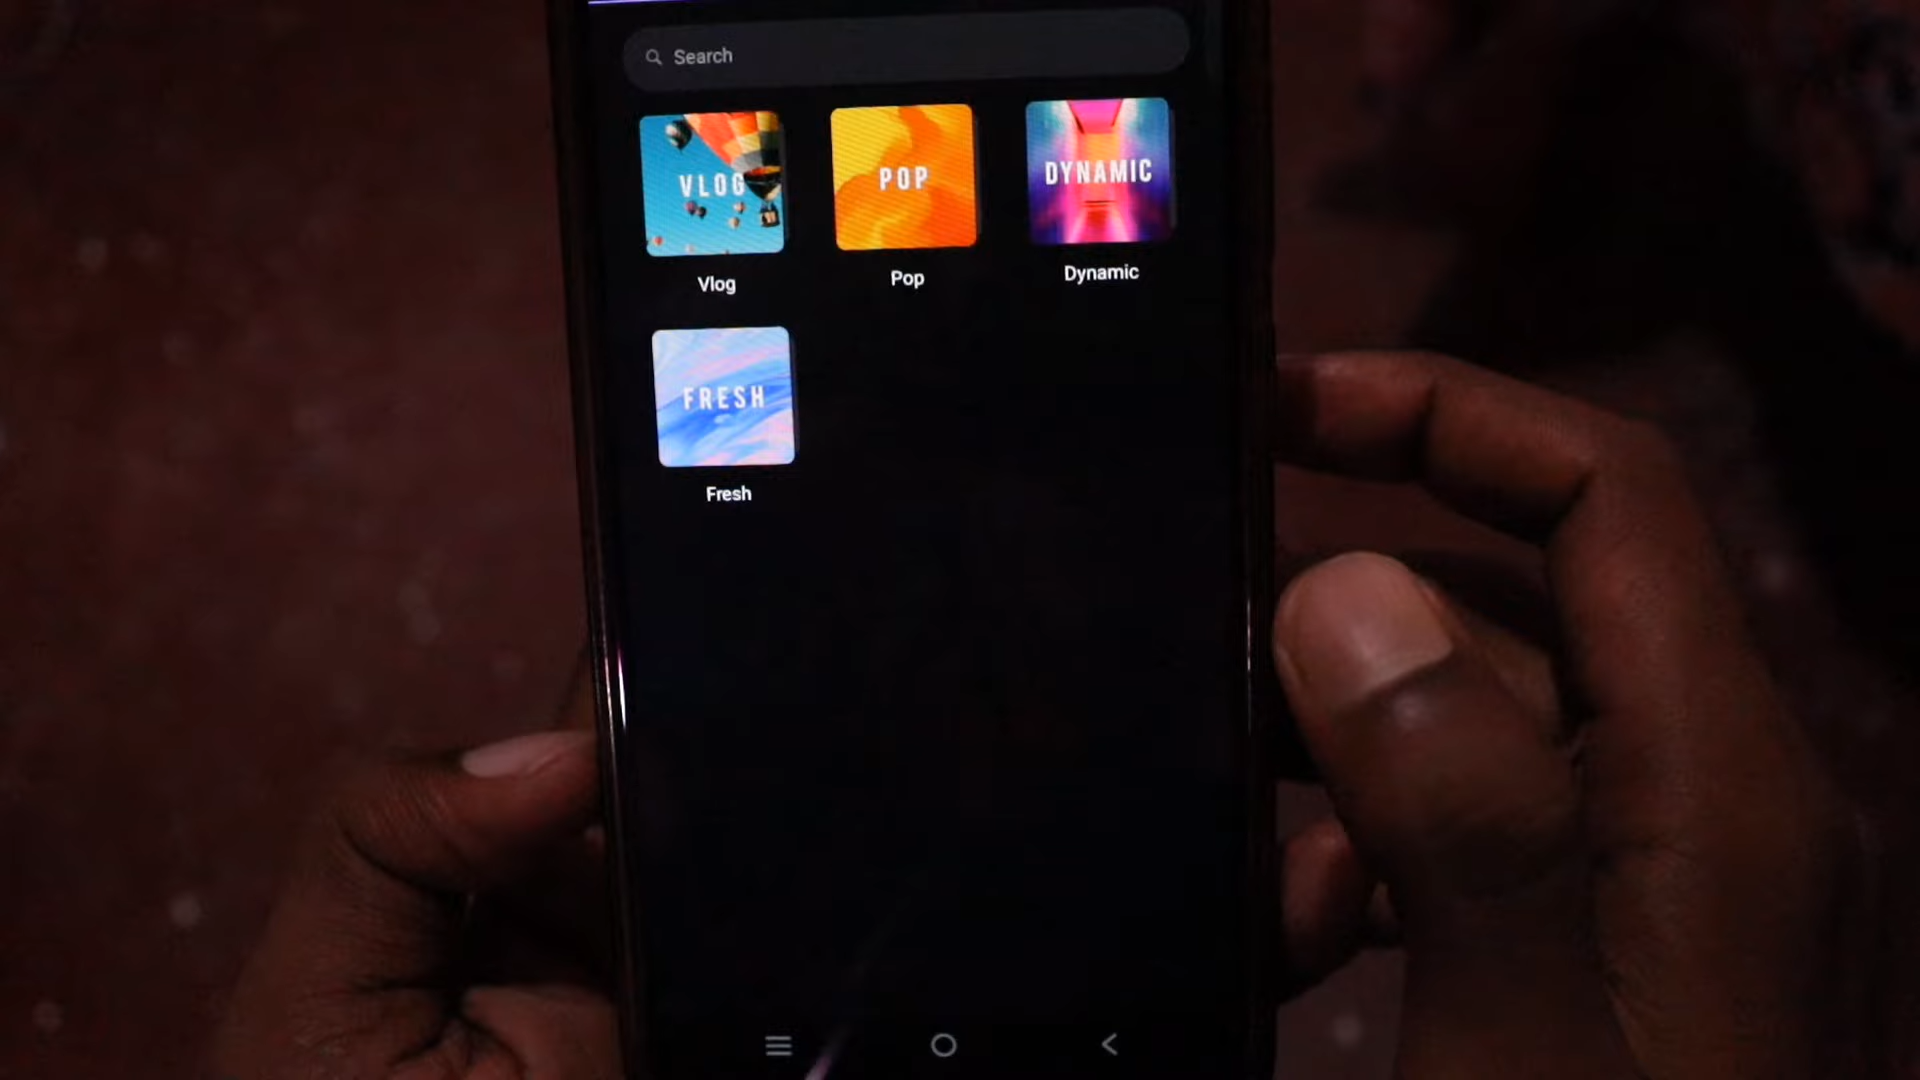 Search
VLOG
POP
DYNAMIC
Vlog
Pop
Dynamic
FRESH
Fresh